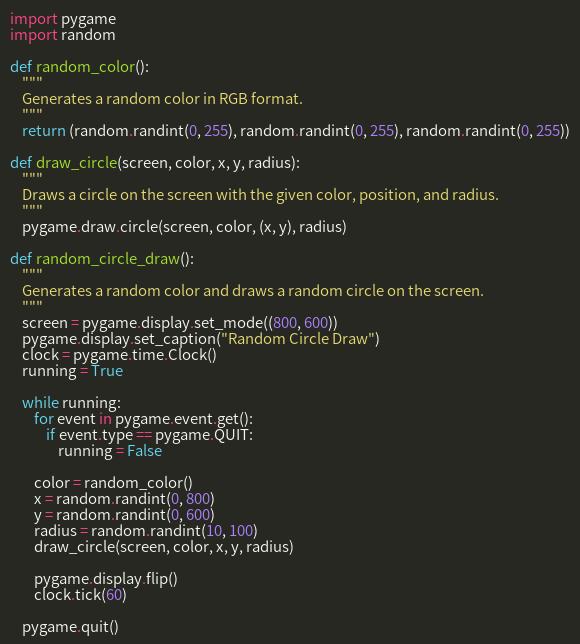 import pygame
import random

def random_color():
    """
    Generates a random color in RGB format.
    """
    return (random.randint(0, 255), random.randint(0, 255), random.randint(0, 255))

def draw_circle(screen, color, x, y, radius):
    """
    Draws a circle on the screen with the given color, position, and radius.
    """
    pygame.draw.circle(screen, color, (x, y), radius)

def random_circle_draw():
    """
    Generates a random color and draws a random circle on the screen.
    """
    screen = pygame.display.set_mode((800, 600))
    pygame.display.set_caption("Random Circle Draw")
    clock = pygame.time.Clock()
    running = True

    while running:
        for event in pygame.event.get():
            if event.type == pygame.QUIT:
                running = False

        color = random_color()
        x = random.randint(0, 800)
        y = random.randint(0, 600)
        radius = random.randint(10, 100)
        draw_circle(screen, color, x, y, radius)

        pygame.display.flip()
        clock.tick(60)

    pygame.quit()